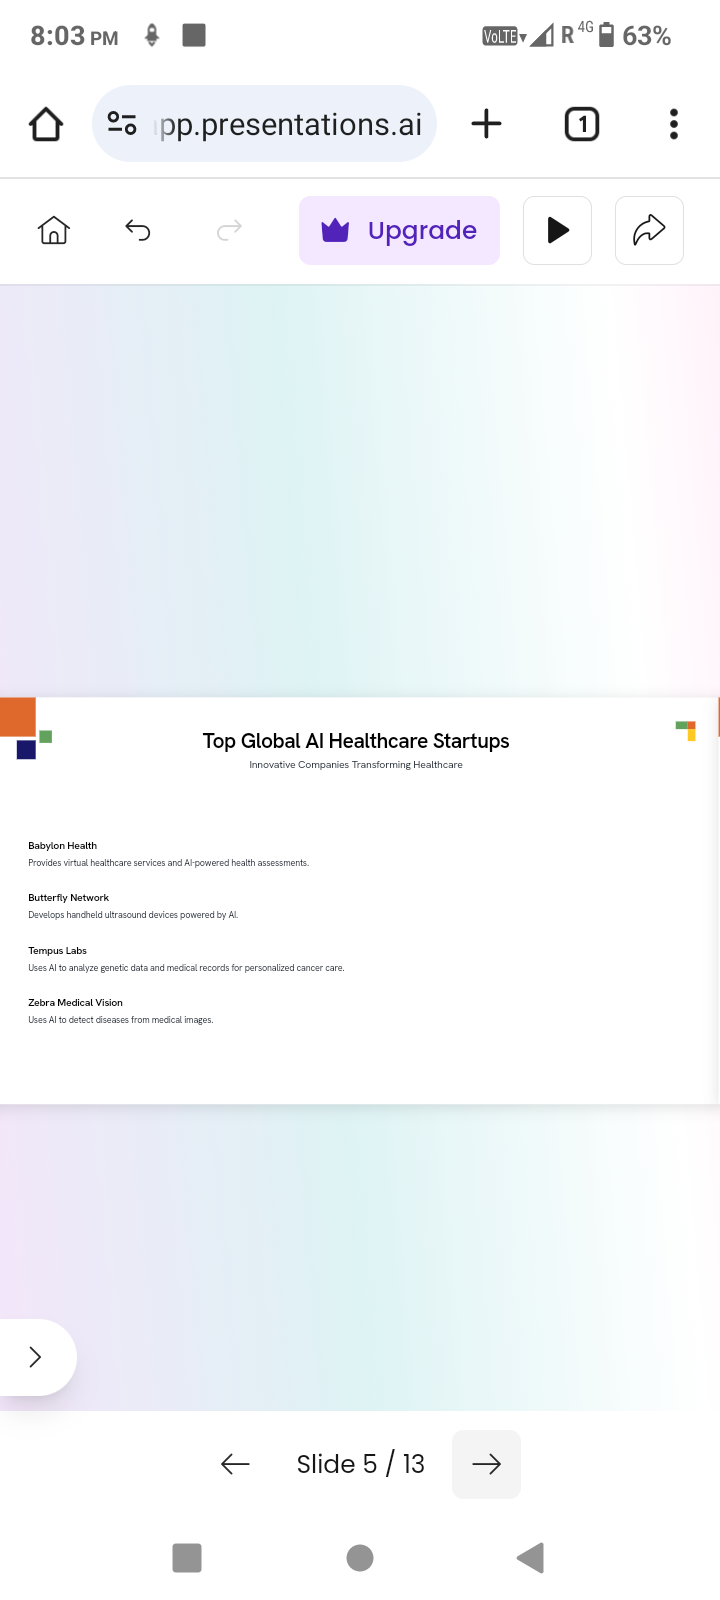 8:03 PM
VoLTE R 4G 63%
pp.presentations.ai
1
Upgrade
Top Global AI Healthcare Startups
Innovative Companies Transforming Healthcare
Babylon Health
Provides virtual healthcare services and AI-powered health assessments.
Butterfly Network
Develops handheld ultrasound devices powered by AI.
Tempus Labs
Uses AI to analyze genetic data and medical records for personalized cancer care.
Zebra Medical Vision
Uses AI to detect diseases from medical images.
Slide 5 / 13